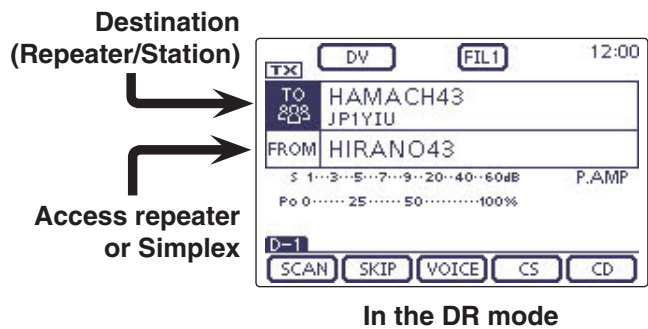 Destination
(Repeater/Station)
DV FIL1 12:00
TX
TO HAMACH43
JP1YIU
FROM HIRANO43
S 1···3··5···7···9··20··40··60dB P.AMP
Po 0······ 25······ 50··········100%
Access repeater
or Simplex
D-1
SCAN SKIP VOICE CS CD
In the DR mode